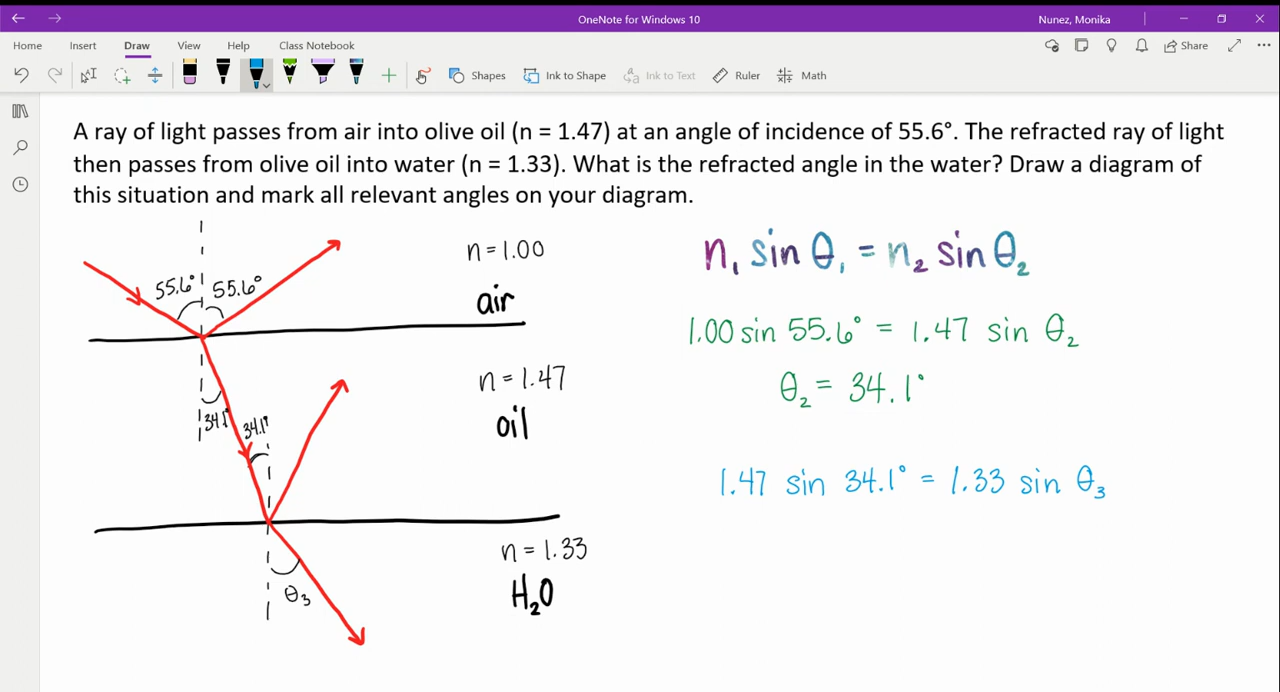 OneNote for Windows 10
Nunez, Monika
Home Insert Draw View Help Class Notebook
Share
Shapes Ink to Shape Ink to Text Ruler Math
A ray of light passes from air into olive oil (n = 1.47) at an angle of incidence of 55.6°. The refracted ray of light
then passes from olive oil into water (n = 1.33). What is the refracted angle in the water? Draw a diagram of
this situation and mark all relevant angles on your diagram.
n = 1.00
n₁ sin θ₁ = n₂ sin θ₂
55.6° 55.6°
air
1.00 sin 55.6° = 1.47 sin θ₂
n = 1.47
θ₂ = 34.1°
34.1° 34.1°
oil
1.47 sin 34.1° = 1.33 sin θ₃
n = 1.33
θ₃
H₂O